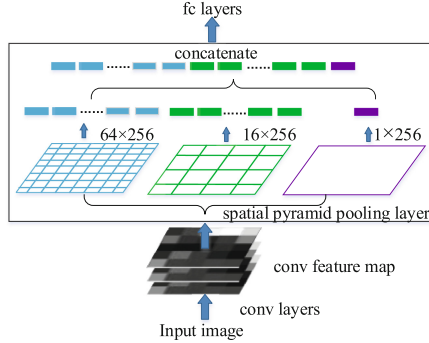 fc layers
concatenate
64×256
16×256
1×256
spatial pyramid pooling layer
conv feature map
conv layers
Input image